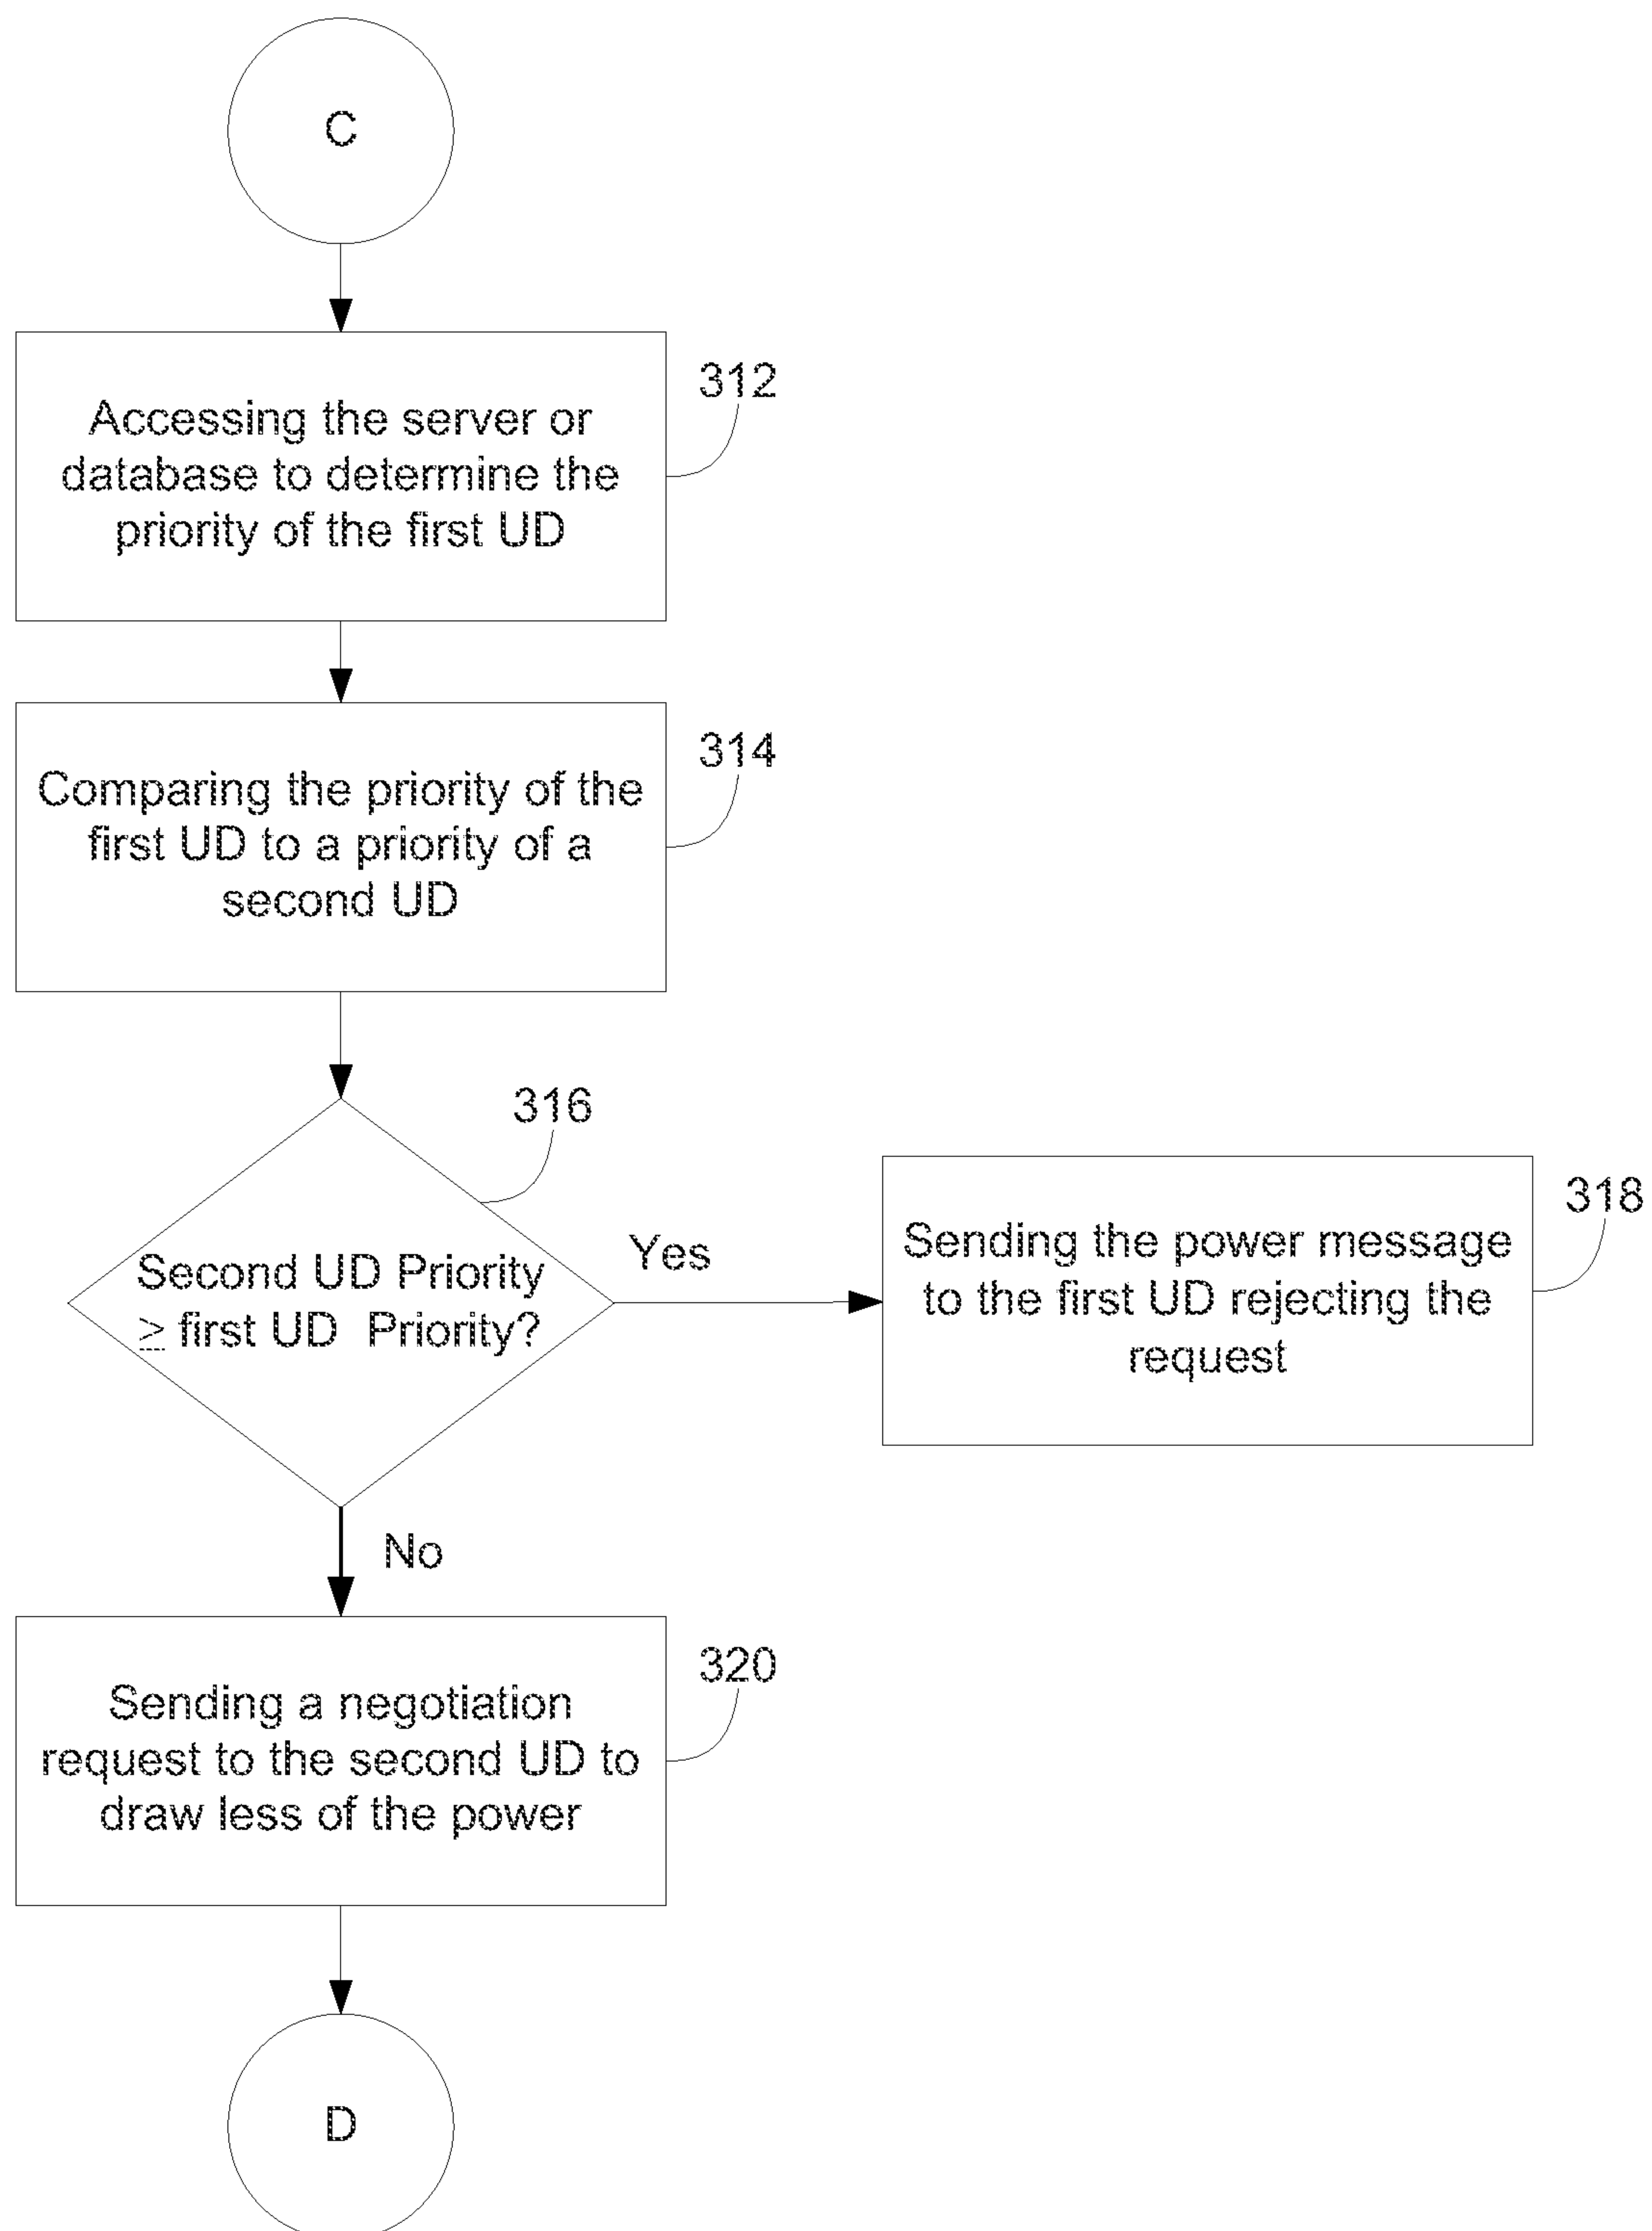 C
312
Accessing the server or
database to determine the
priority of the first UD
314
Comparing the priority of the
first UD to a priority of a
second UD
316
Second UD Priority
≥ first UD  Priority?
Yes
318
Sending the power message
to the first UD rejecting the
request
No
320
Sending a negotiation
request to the second UD to
draw less of the power
D